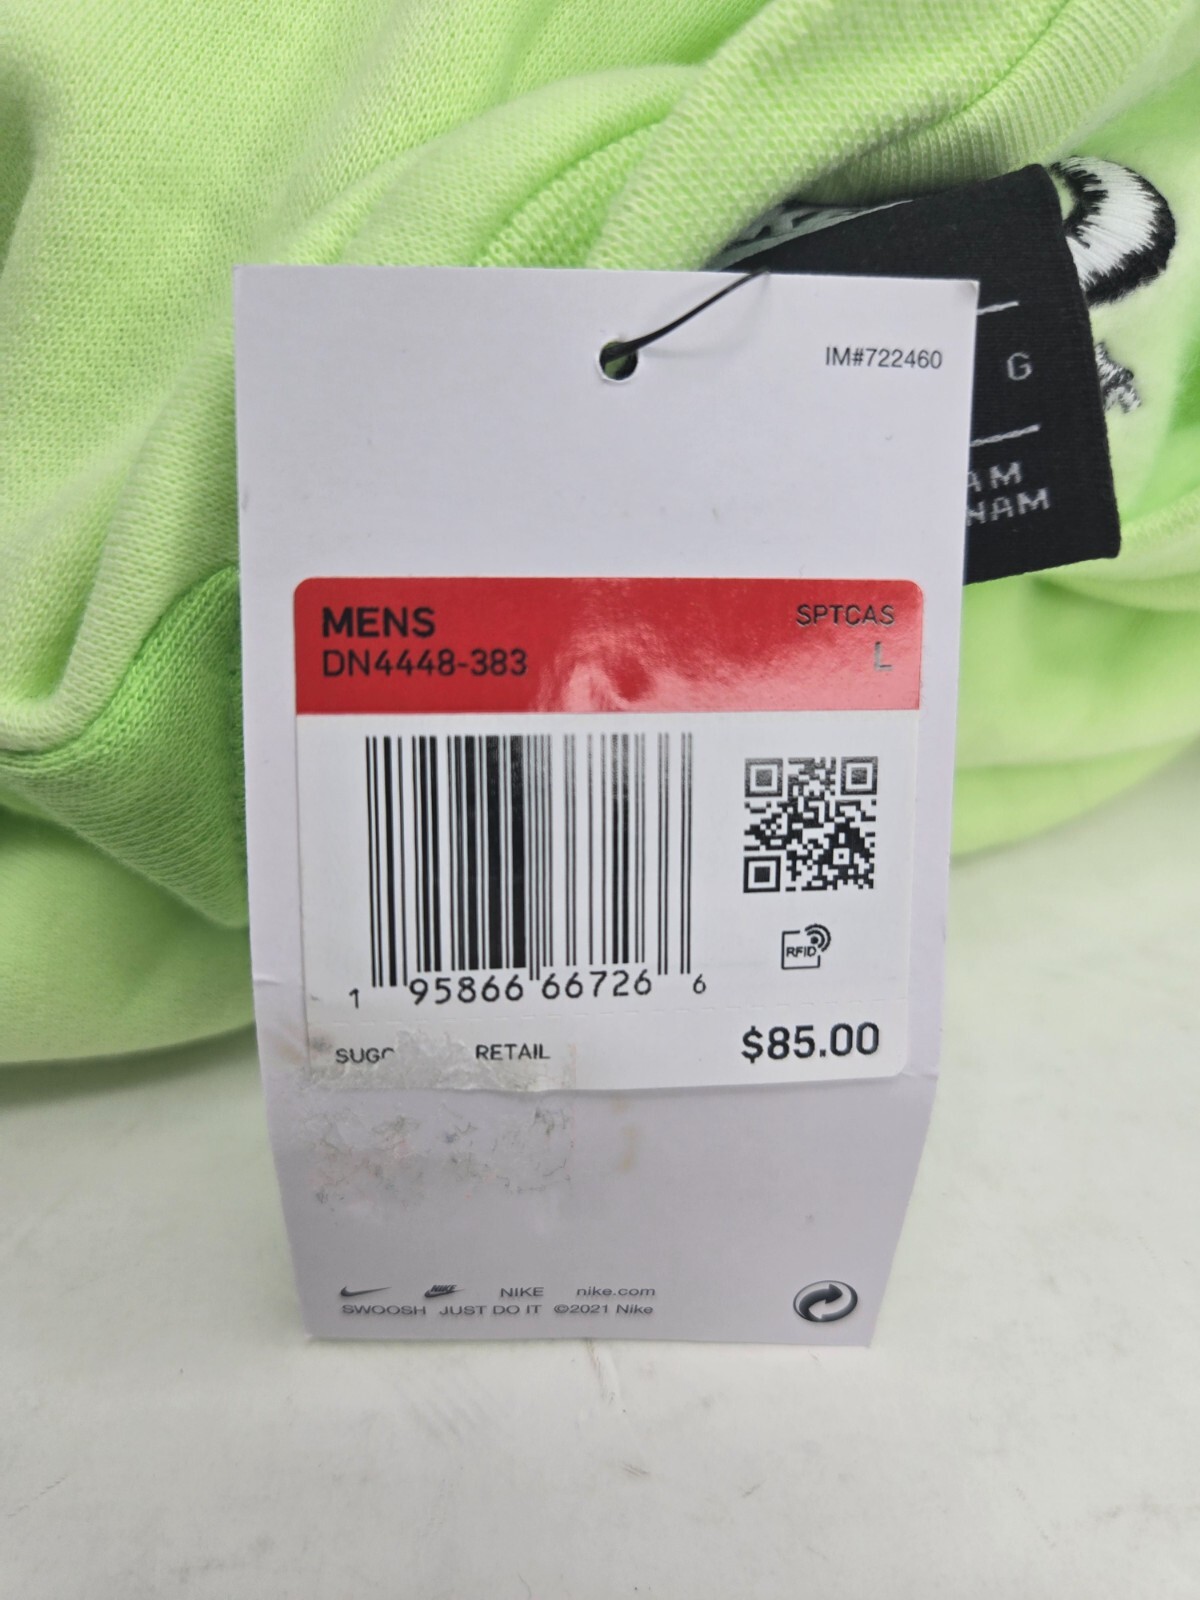 IM#722460
G
AM
NAM
MENS
SPTCAS
DN4448-383
L
1 95866 66726 6
RFID
RETAIL
$85.00
NIKE nike.com
SWOOSH JUST DO IT ©2021 Nike